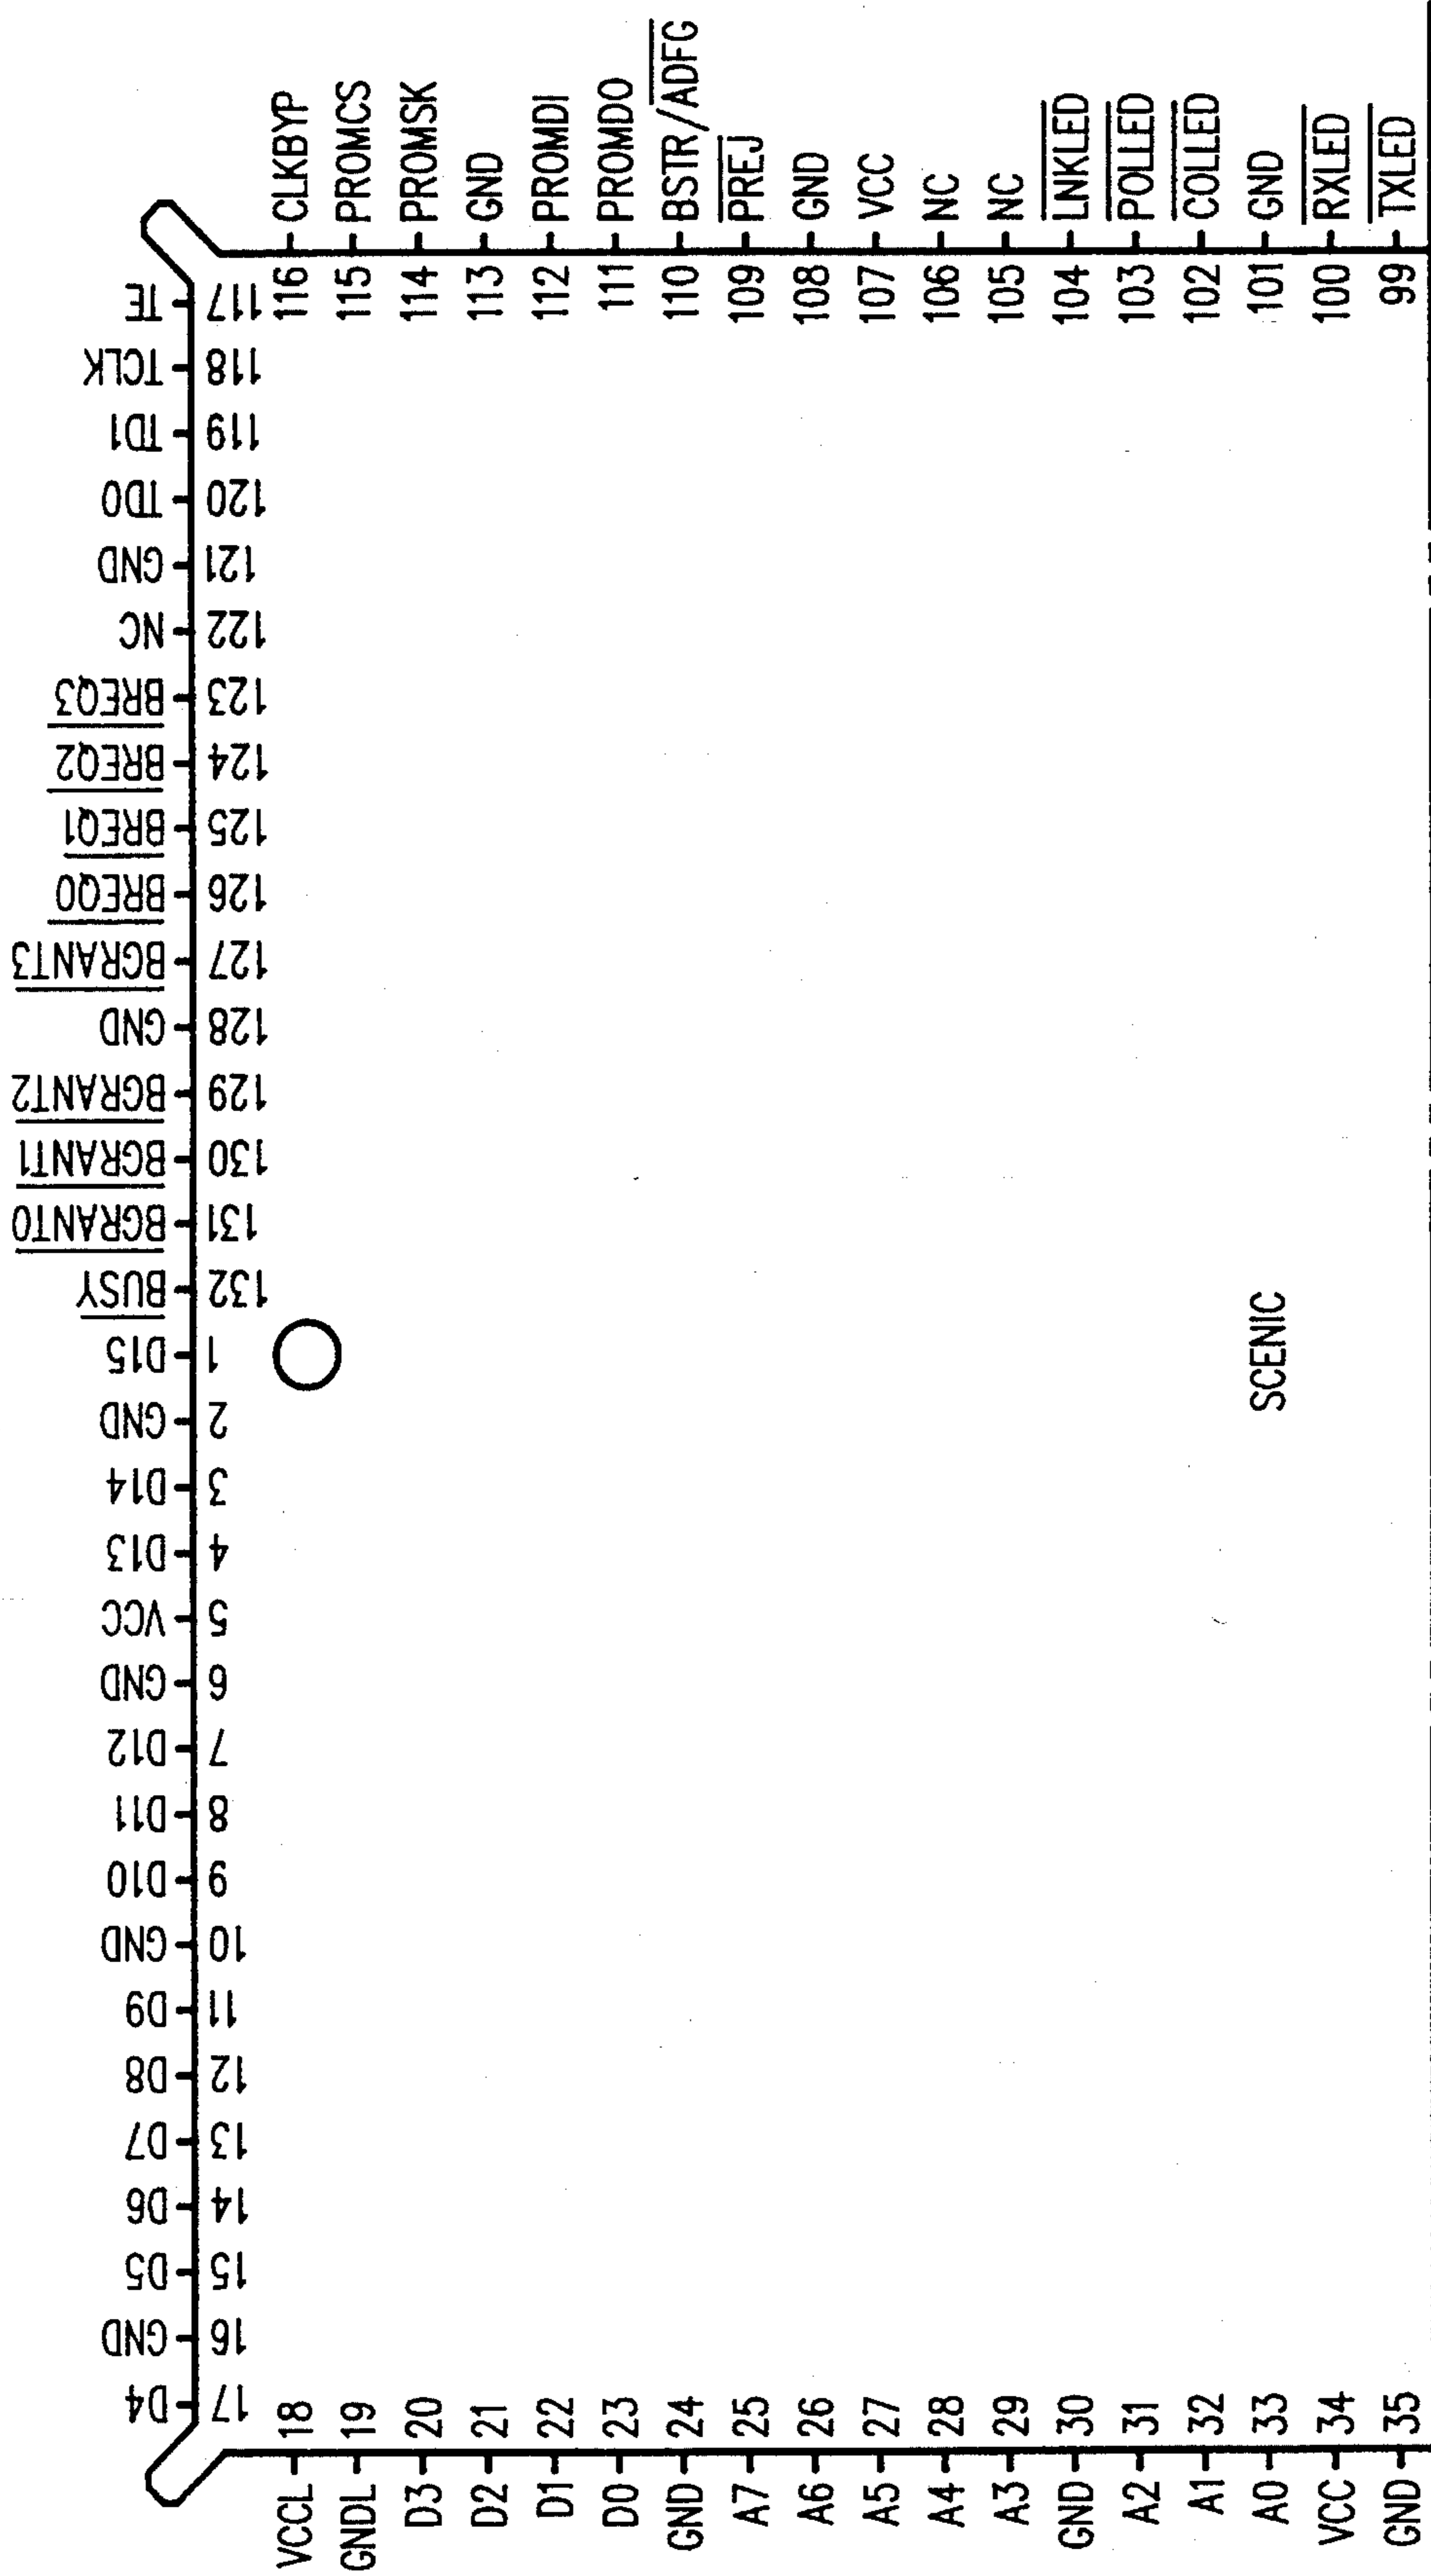 CLKBYP 116
PROMCS 115
PROMSK 114
GND 113
PROMDI 112
PROMDO 111
BSTR/ADFG 110
PREJ 109
GND 108
VCC 107
NC 106
NC 105
LNKLED 104
POLLED 103
COLLED 102
GND 101
RXLED 100
TXLED 99
TE 117
TCLK 118
TD1 119
TD0 120
GND 121
NC 122
BREQ3 123
BREQ2 124
BREQ1 125
BREQ0 126
BGRANT3 127
GND 128
BGRANT2 129
BGRANT1 130
BGRANT0 131
BUSY 132
D15 1
GND 2
D14 3
D13 4
VCC 5
GND 6
D12 7
D11 8
D10 9
GND 10
D9 11
D8 12
D7 13
D6 14
D5 15
GND 16
D4 17
SCENIC
VCCL 18
GNDL 19
D3 20
D2 21
D1 22
D0 23
GND 24
A7 25
A6 26
A5 27
A4 28
A3 29
GND 30
A2 31
A1 32
A0 33
VCC 34
GND 35